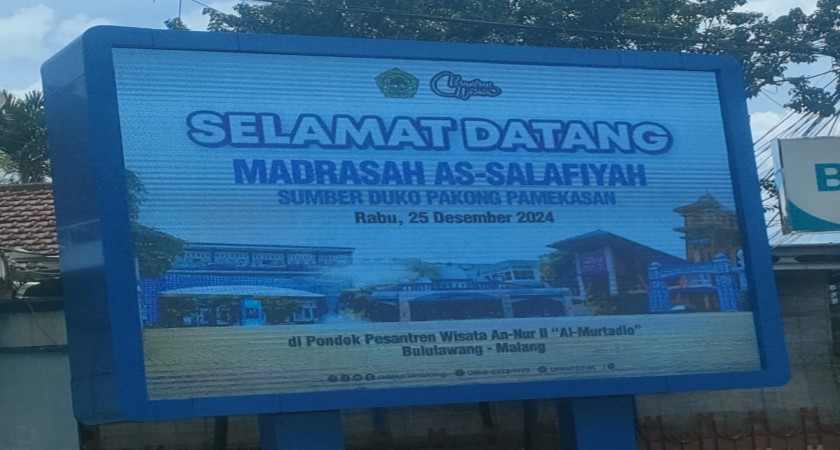 SELAMAT DATANG
MADRASAH AS-SALAFIYAH
SUMBER DUKO PAKONG PAMEKASAN
Rabu, 25 Desember 2024
di Pondok Pesantren Wisata An-Nur II "Al-Murtadlo"
Bululawang - Malang
B